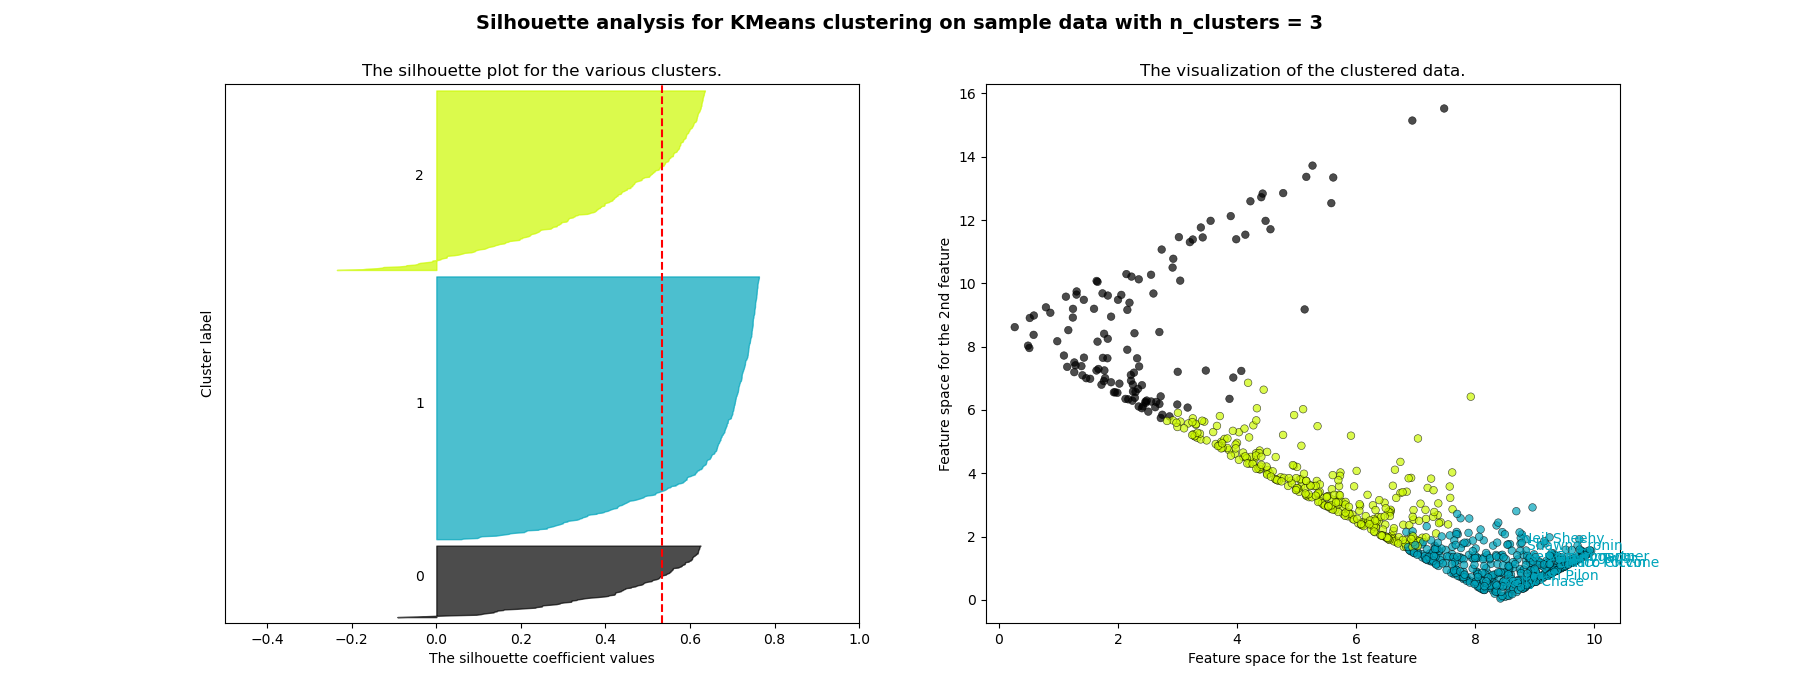 Silhouette analysis for KMeans clustering on sample data with n_clusters = 3
The silhouette plot for the various clusters.
2
1
0
Cluster label
−0.4
−0.2
0.0
0.2
0.4
0.6
0.8
1.0
The silhouette coefficient values
The visualization of the clustered data.
16
14
12
10
8
6
4
2
0
Feature space for the 2nd feature
Neil Sheehy
Shawn Cronin
Pilon
Chase
0
2
4
6
8
10
Feature space for the 1st feature